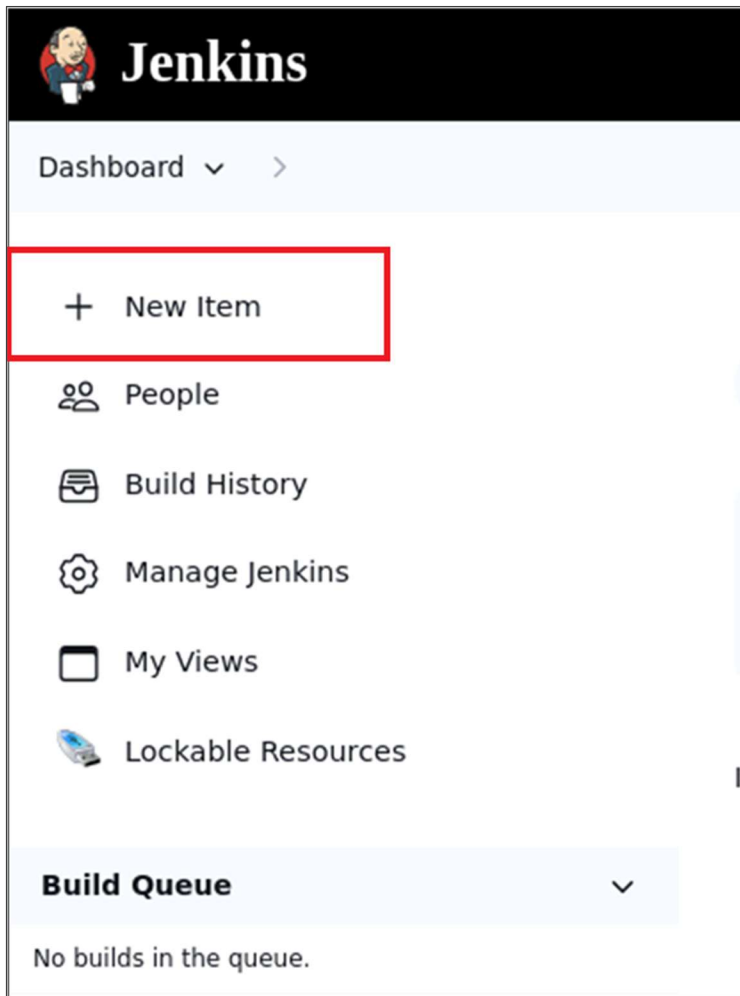 Jenkins
Dashboard
New Item
People
Build History
Manage Jenkins
My Views
Lockable Resources
Build Queue
No builds in the queue.